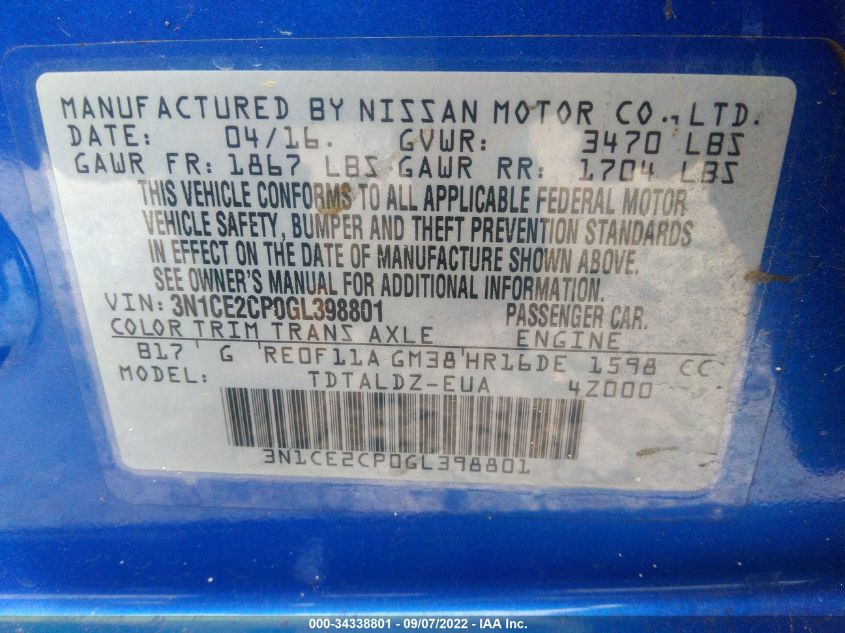 MANUFACTURED BY NISSAN MOTOR CO., LTD.
DATE: 04/16. GVWR: 3470 LBS
GAWR FR: 1867 LBS GAWR RR: 1704 LBS
THIS VEHICLE CONFORMS TO ALL APPLICABLE FEDERAL MOTOR
VEHICLE SAFETY, BUMPER AND THEFT PREVENTION STANDARDS
IN EFFECT ON THE DATE OF MANUFACTURE SHOWN ABOVE.
SEE OWNER'S MANUAL FOR ADDITIONAL INFORMATION.
VIN: 3N1CE2CP0GL398801 PASSENGER CAR.
COLOR TRIM TRANS AXLE ENGINE
B17 G RE0F11A GM38 HR16DE 1598 CC
MODEL: TDTALDZ-EUA 4Z000
3N1CE2CP0GL398801
000-34338801 - 09/07/2022 - IAA Inc.